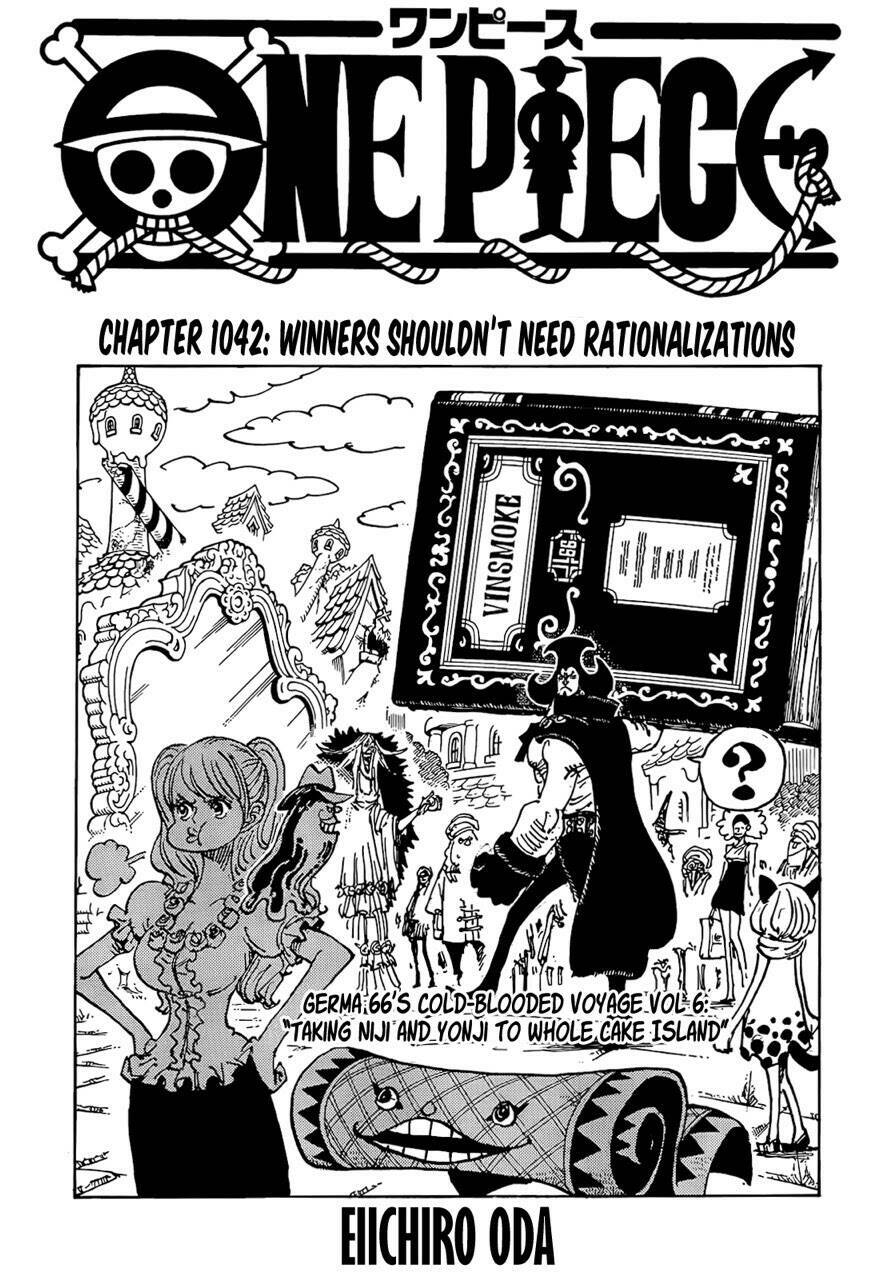 ワンピース
ONE PIECE
CHAPTER 1042: WINNERS SHOULDN'T NEED RATIONALIZATIONS
VINSMOKE
66
?
GERMA 66'S COLD-BLOODED VOYAGE VOL 6:
"TAKING NIJI AND YONJI TO WHOLE CAKE ISLAND"
EIICHIRO ODA